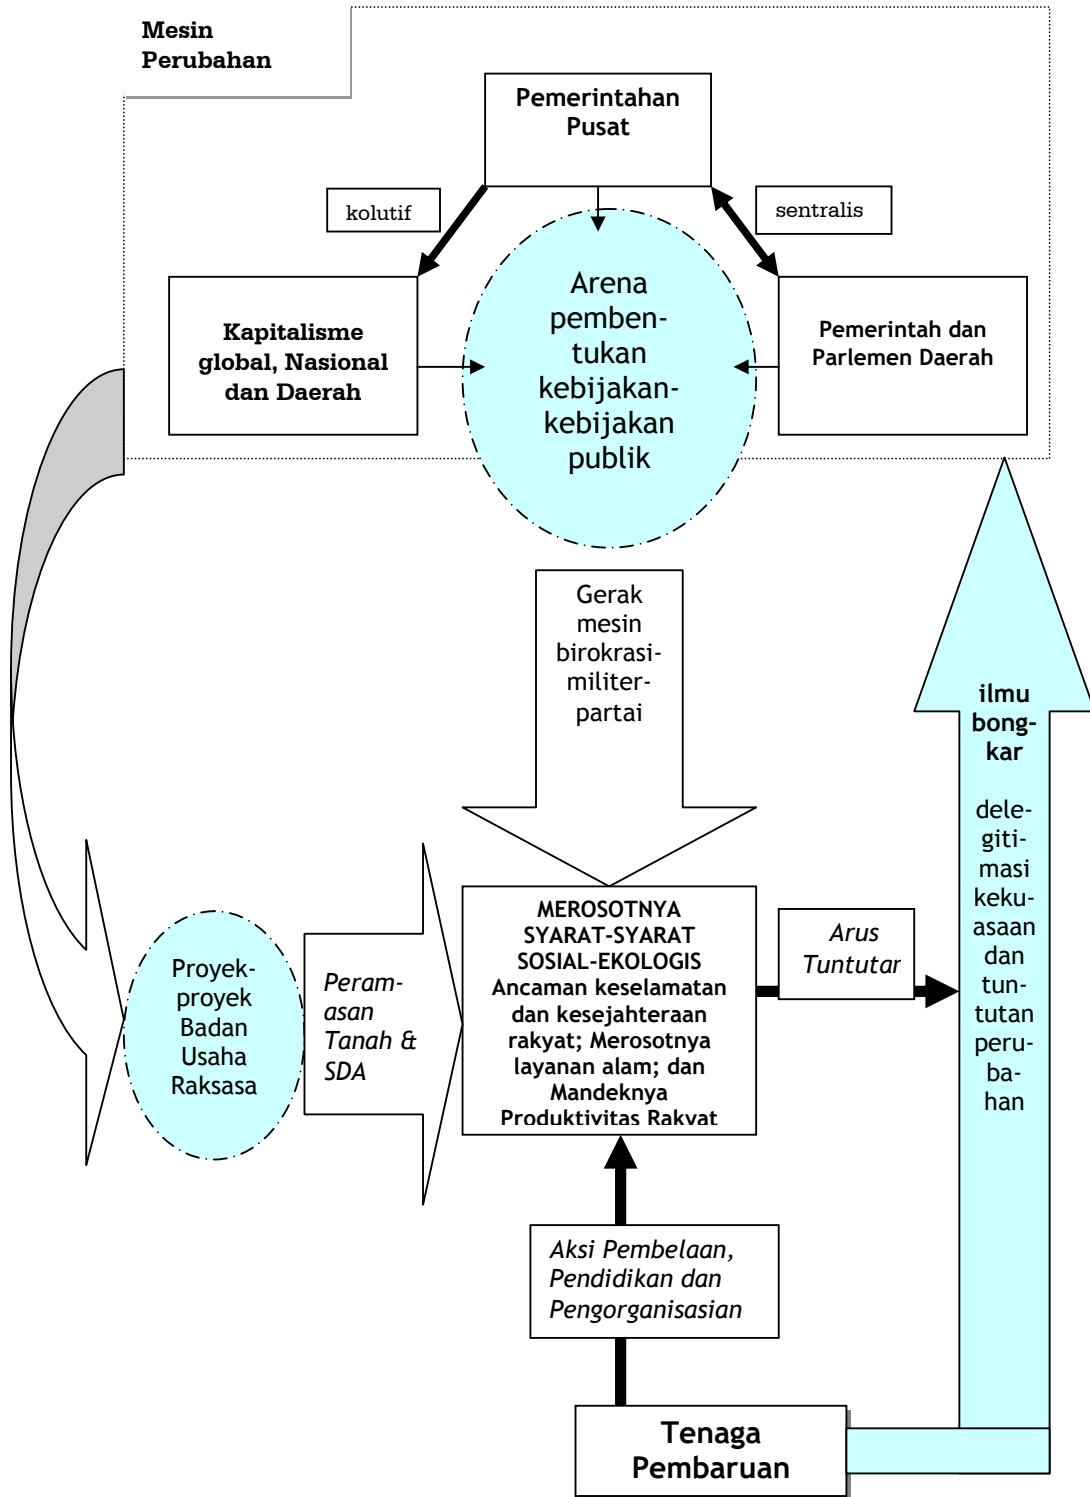 Mesin
Perubahan
Pemerintahan
Pusat
kolutif
sentralis
Kapitalisme
global, Nasional
dan Daerah
Arena
pemben-
tukan
kebijakan-
kebijakan
publik
Pemerintah dan
Parlemen Daerah
Gerak
mesin
birokrasi-
militer-
partai
ilmu
bong-
kar
dele-
giti-
masi
keku-
asaan
dan
tun-
tutan
peru-
ba-
han
Proyek-
proyek
Badan
Usaha
Raksasa
Peram-
asan
Tanah &
SDA
MEROSOTNYA
SYARAT-SYARAT
SOSIAL-EKOLOGIS
Ancaman keselamatan
dan kesejahteraan
rakyat; Merosotnya
layanan alam; dan
Mandeknya
Produktivitas Rakyat
Arus
Tuntutan
Aksi Pembelaan,
Pendidikan dan
Pengorganisasian
Tenaga
Pembaruan